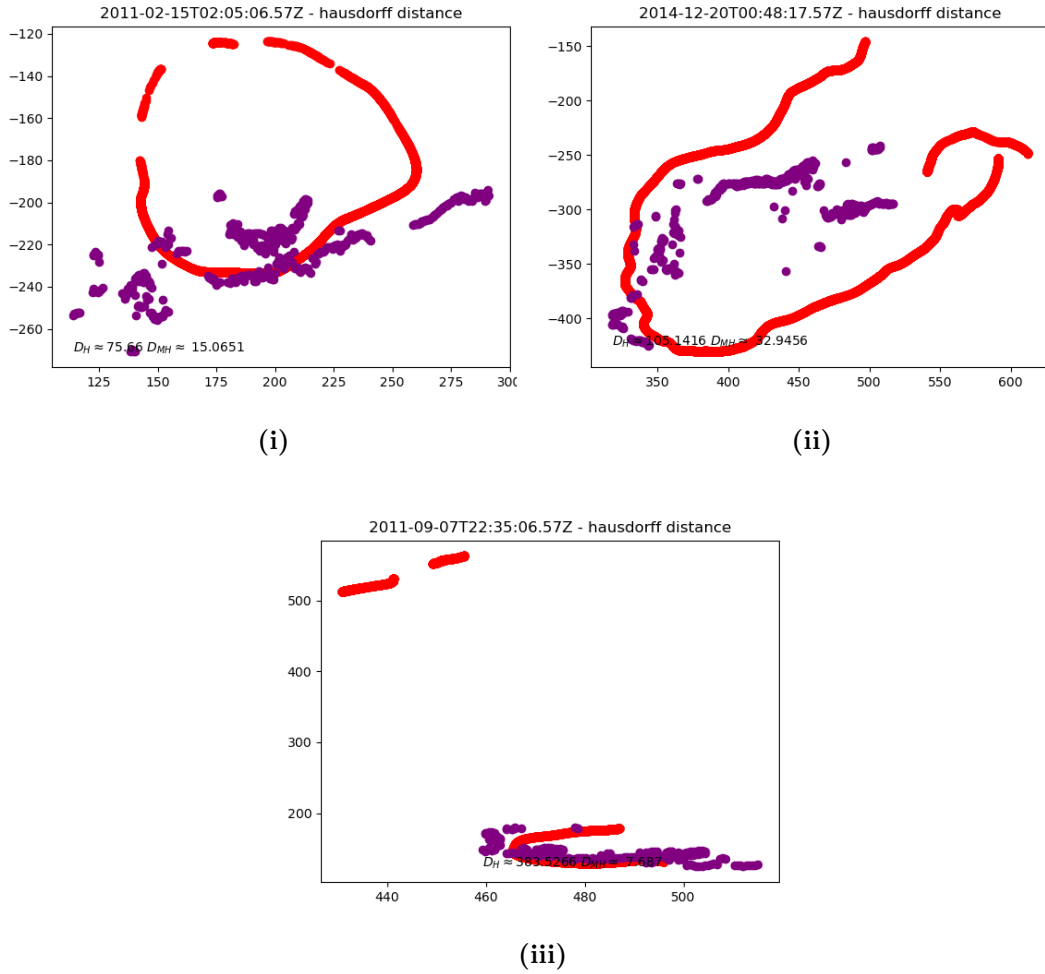 2011-02-15T02:05:06.57Z - hausdorff distance
−120
−140
−160
−180
−200
−220
−240
−260
D_H ≈ 75.66 D_MH ≈ 15.0651
125 150 175 200 225 250 275 300
(i)
2014-12-20T00:48:17.57Z - hausdorff distance
−150
−200
−250
−300
−350
−400
D_H ≈ 105.1416 D_MH ≈ 32.9456
350 400 450 500 550 600
(ii)
2011-09-07T22:35:06.57Z - hausdorff distance
500
400
300
200
D_H ≈ 383.5266 D_MH ≈ 7.687
440 460 480 500
(iii)